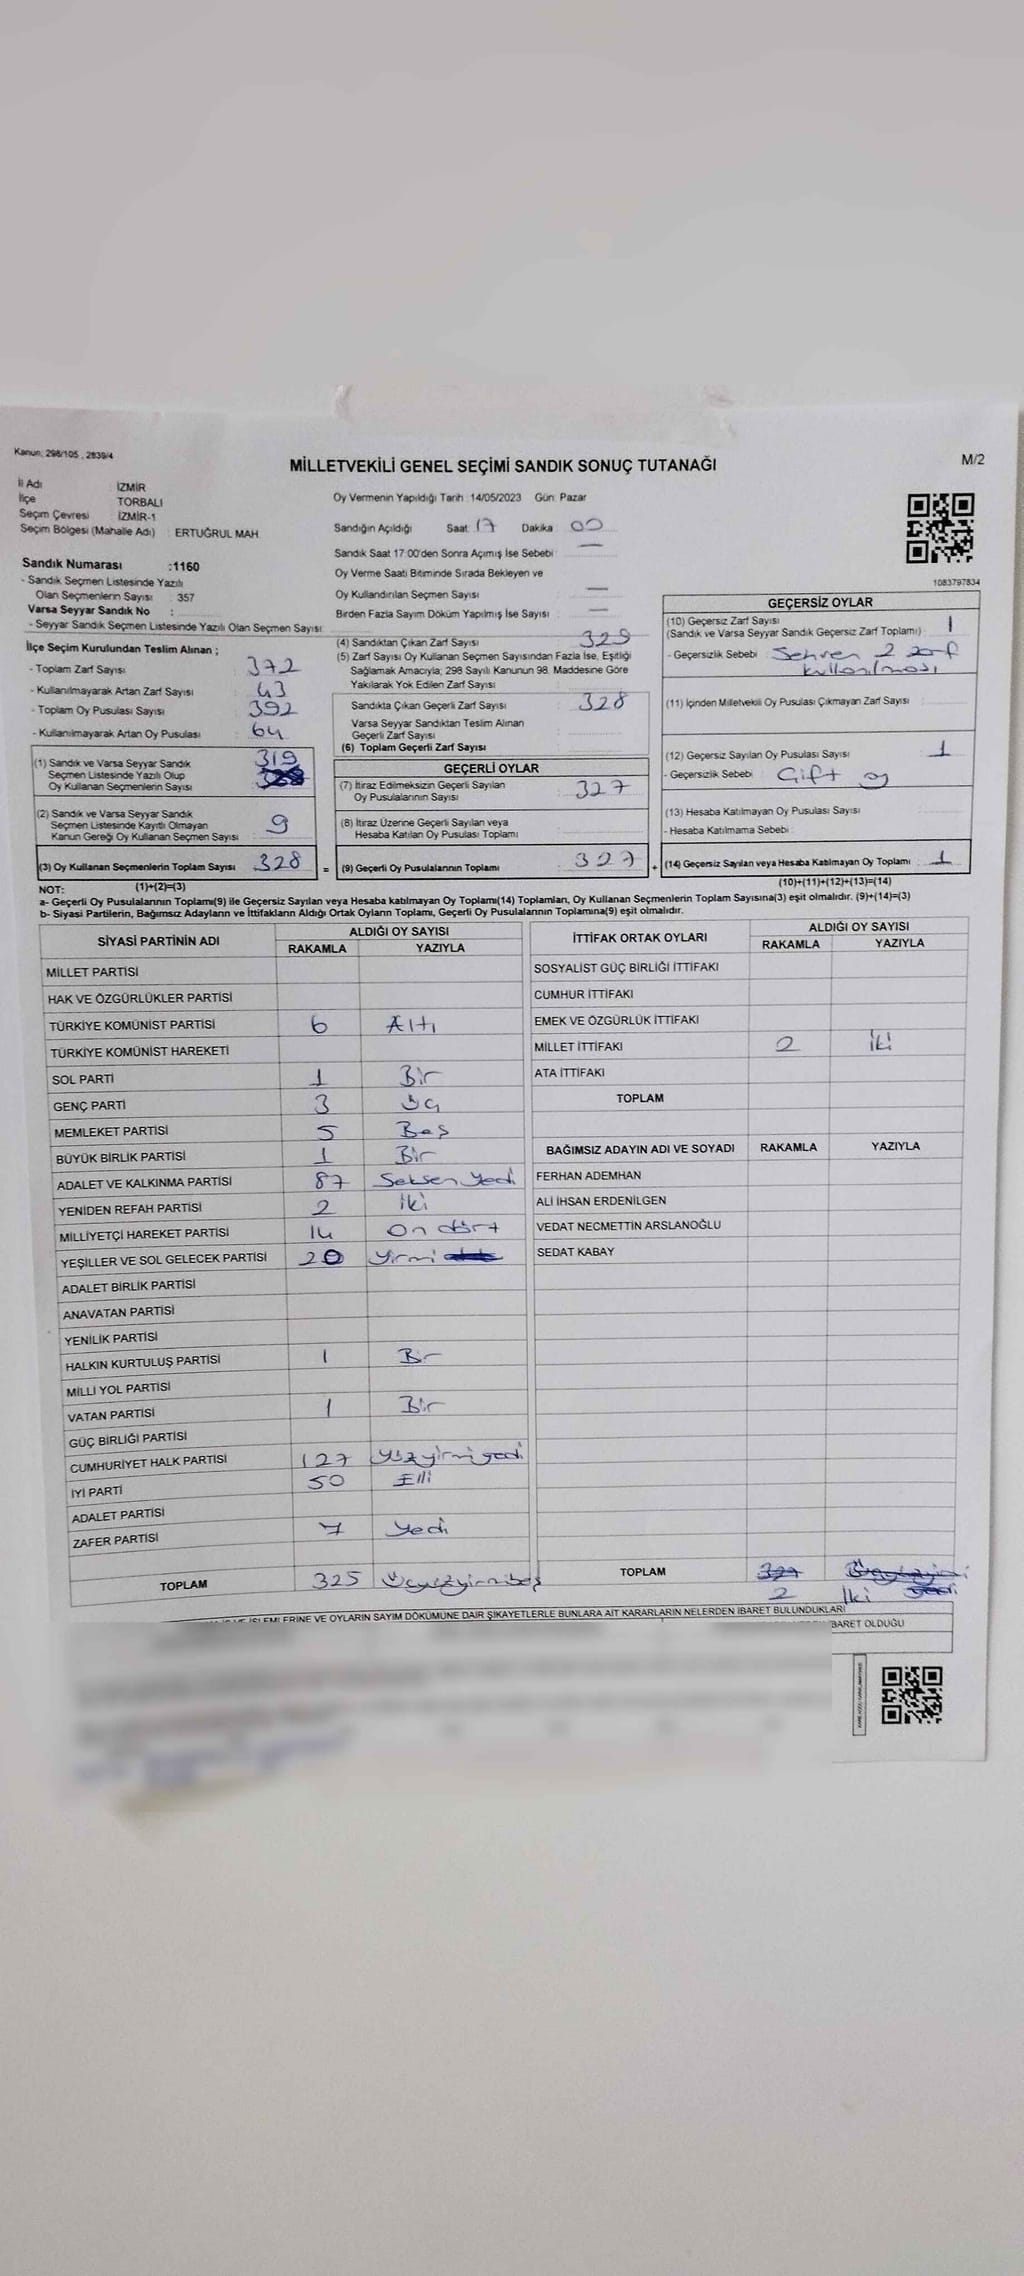 Kanun; 298/105 , 2839/4
MİLLETVEKİLİ GENEL SEÇİMİ SANDIK SONUÇ TUTANAĞI
M/2
İl Adı : İZMİR
İlçe : TORBALI
Seçim Çevresi : İZMİR-1
Seçim Bölgesi (Mahalle Adı) : ERTUĞRUL MAH.
Oy Vermenin Yapıldığı Tarih :14/05/2023 Gün: Pazar
Sandığın Açıldığı Saat 17 Dakika 00
Sandık Saat 17:00'den Sonra Açımış İse Sebebi : —
Oy Verme Saati Bitiminde Sırada Bekleyen ve
Oy Kullandırılan Seçmen Sayısı : —
Birden Fazla Sayım Döküm Yapılmış İse Sayısı : —
1083797834
Sandık Numarası :1160
- Sandık Seçmen Listesinde Yazılı
Olan Seçmenlerin Sayısı : 357
Varsa Seyyar Sandık No :
- Seyyar Sandık Seçmen Listesinde Yazılı Olan Seçmen Sayısı:
İlçe Seçim Kurulundan Teslim Alınan ;
- Toplam Zarf Sayısı : 372
- Kullanılmayarak Artan Zarf Sayısı : 43
- Toplam Oy Pusulası Sayısı : 392
- Kullanılmayarak Artan Oy Pusulası : 64
(1) Sandık ve Varsa Seyyar Sandık 319
Seçmen Listesinde Yazılı Olup
Oy Kullanan Seçmenlerin Sayısı :
(2) Sandık ve Varsa Seyyar Sandık
Seçmen Listesinde Kayıtlı Olmayan
Kanun Gereği Oy Kullanan Seçmen Sayısı : 9
(3) Oy Kullanan Seçmenlerin Toplam Sayısı : 328 =
(4) Sandıktan Çıkan Zarf Sayısı : 329
(5) Zarf Sayısı Oy Kullanan Seçmen Sayısından Fazla İse, Eşitliği
Sağlamak Amacıyla; 298 Sayılı Kanunun 98. Maddesine Göre
Yakılarak Yok Edilen Zarf Sayısı :
Sandıkta Çıkan Geçerli Zarf Sayısı : 328
Varsa Seyyar Sandıktan Teslim Alınan
Geçerli Zarf Sayısı :
(6) Toplam Geçerli Zarf Sayısı :
GEÇERLİ OYLAR
(7) İtiraz Edilmeksizin Geçerli Sayılan
Oy Pusulalarının Sayısı : 327
(8) İtiraz Üzerine Geçerli Sayılan veya
Hesaba Katılan Oy Pusulası Toplamı :
(9) Geçerli Oy Pusulalarının Toplamı : 327 +
GEÇERSİZ OYLAR
(10) Geçersiz Zarf Sayısı : 1
(Sandık ve Varsa Seyyar Sandık Geçersiz Zarf Toplamı)
- Geçersizlik Sebebi : Sehven 2 zarf
kullanılması
(11) İçinden Milletvekili Oy Pusulası Çıkmayan Zarf Sayısı :
(12) Geçersiz Sayılan Oy Pusulası Sayısı : 1
- Geçersizlik Sebebi : Çift oy
(13) Hesaba Katılmayan Oy Pusulası Sayısı :
- Hesaba Katılmama Sebebi :
(14) Geçersiz Sayılan veya Hesaba Katılmayan Oy Toplamı : 1
NOT: (1)+(2)=(3)
(10)+(11)+(12)+(13)=(14)
a- Geçerli Oy Pusulalarının Toplamı(9) ile Geçersiz Sayılan veya Hesaba katılmayan Oy Toplamı(14) Toplamları, Oy Kullanan Seçmenlerin Toplam Sayısına(3) eşit olmalıdır. (9)+(14)=(3)
b- Siyasi Partilerin, Bağımsız Adayların ve İttifakların Aldığı Ortak Oyların Toplamı, Geçerli Oy Pusulalarının Toplamına(9) eşit olmalıdır.
SİYASİ PARTİNİN ADI
ALDIĞI OY SAYISI
RAKAMLA YAZIYLA
MİLLET PARTİSİ
HAK VE ÖZGÜRLÜKLER PARTİSİ
TÜRKİYE KOMÜNİST PARTİSİ 6 Altı
TÜRKİYE KOMÜNİST HAREKETİ
SOL PARTİ 1 Bir
GENÇ PARTİ 3 Üç
MEMLEKET PARTİSİ 5 Beş
BÜYÜK BİRLİK PARTİSİ 1 Bir
ADALET VE KALKINMA PARTİSİ 87 Seksen yedi
YENİDEN REFAH PARTİSİ 2 İki
MİLLİYETÇİ HAREKET PARTİSİ 14 On dört
YEŞİLLER VE SOL GELECEK PARTİSİ 20 Yirmi
ADALET BİRLİK PARTİSİ
ANAVATAN PARTİSİ
YENİLİK PARTİSİ
HALKIN KURTULUŞ PARTİSİ 1 Bir
MİLLİ YOL PARTİSİ
VATAN PARTİSİ 1 Bir
GÜÇ BİRLİĞİ PARTİSİ
CUMHURİYET HALK PARTİSİ 127 Yüzyirmiyedi
İYİ PARTİ 50 Elli
ADALET PARTİSİ
ZAFER PARTİSİ 7 Yedi
TOPLAM 325 Üçyüzyirmibeş
İTTİFAK ORTAK OYLARI
ALDIĞI OY SAYISI
RAKAMLA YAZIYLA
SOSYALİST GÜÇ BİRLİĞİ İTTİFAKI
CUMHUR İTTİFAKI
EMEK VE ÖZGÜRLÜK İTTİFAKI
MİLLET İTTİFAKI 2 İki
ATA İTTİFAKI
TOPLAM
BAĞIMSIZ ADAYIN ADI VE SOYADI RAKAMLA YAZIYLA
FERHAN ADEMHAN
ALİ İHSAN ERDENİLGEN
VEDAT NECMETTİN ARSLANOĞLU
SEDAT KABAY
TOPLAM 327
2 İki
VE OYLARIN SAYIM DÖKÜMÜNE DAİR ŞİKAYETLERLE BUNLARA AİT KARARLARIN NELERDEN İBARET BULUNDUKLARI
BARET OLDUĞU